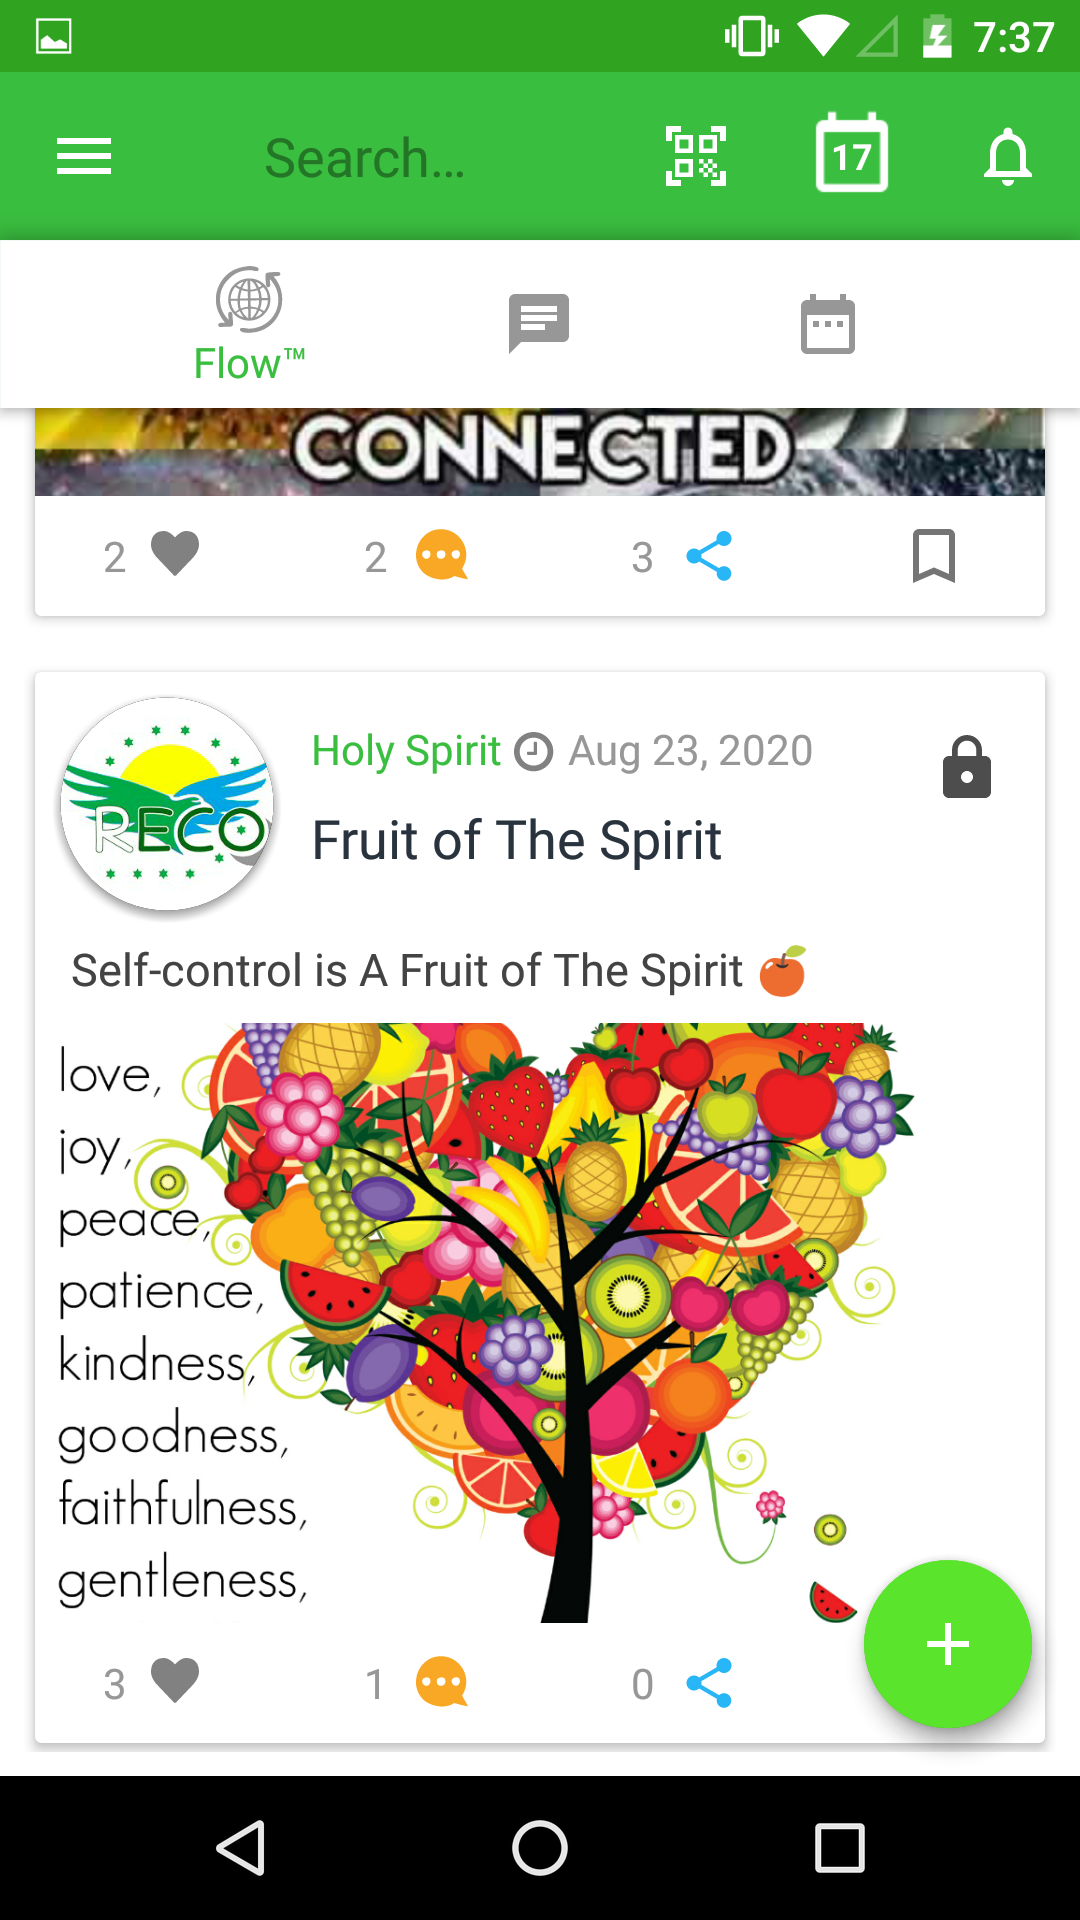 7:37
Search...
17
Flow™
CONNECTED
2
2
3
RECO
Holy Spirit Aug 23, 2020
Fruit of The Spirit
Self-control is A Fruit of The Spirit
love,
joy,
peace,
patience,
kindness,
goodness,
faithfulness,
gentleness,
3
1
0